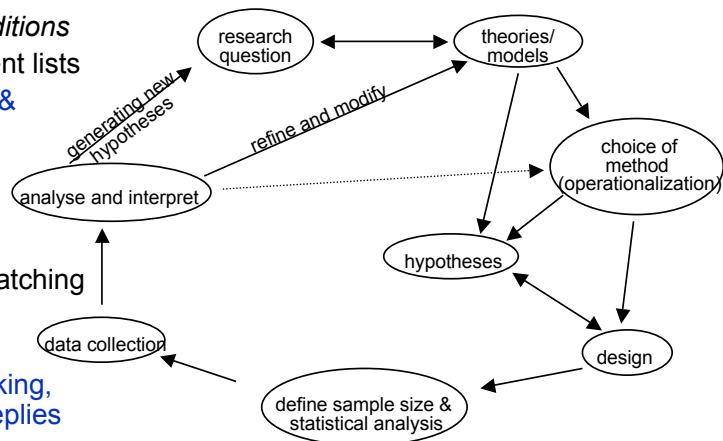 ditions
ent lists
&
atching
king,
eplies
research
question
theories/
models
generating new
hypotheses
refine and modify
choice of
method
(operationalization)
analyse and interpret
hypotheses
data collection
design
define sample size &
statistical analysis